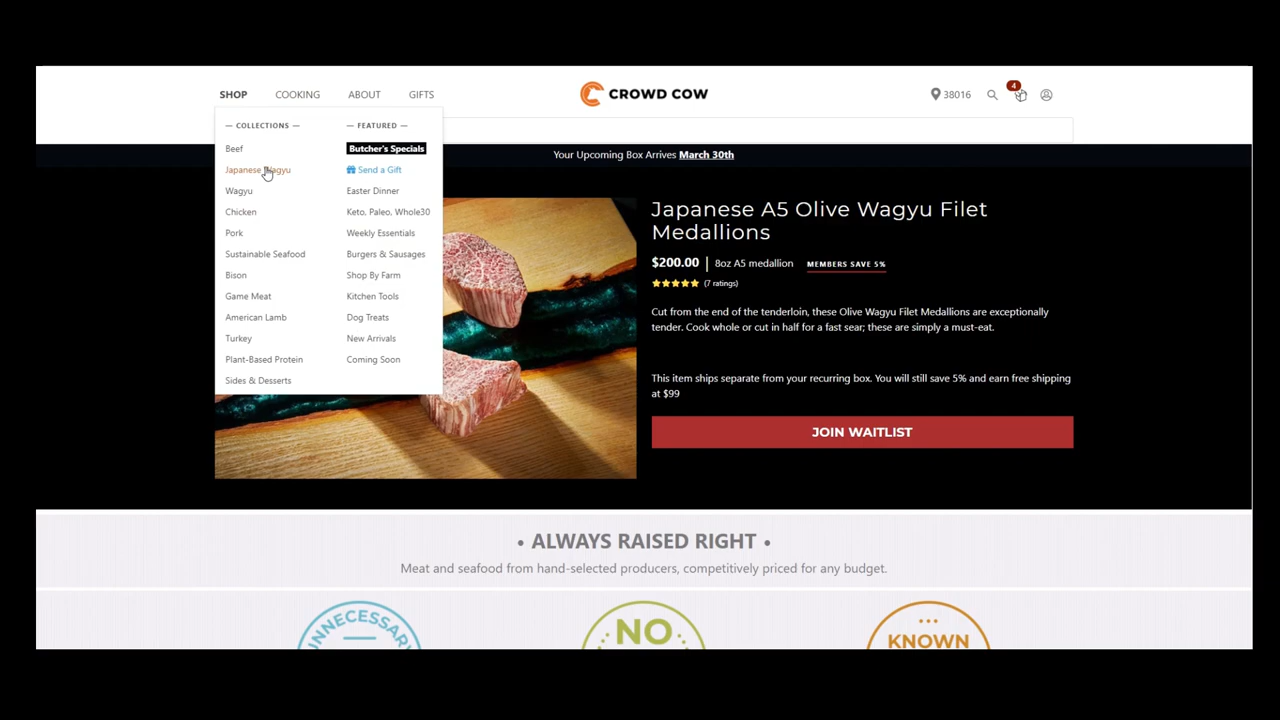 SHOP COOKING ABOUT GIFTS CROWD COW 38016 4
— COLLECTIONS —
Beef
Japanese Wagyu
Wagyu
Chicken
Pork
Sustainable Seafood
Bison
Game Meat
American Lamb
Turkey
Plant-Based Protein
Sides & Desserts
— FEATURED —
Butcher's Specials
Send a Gift
Easter Dinner
Keto, Paleo, Whole30
Weekly Essentials
Burgers & Sausages
Shop By Farm
Kitchen Tools
Dog Treats
New Arrivals
Coming Soon
Your Upcoming Box Arrives March 30th
Japanese A5 Olive Wagyu Filet
Medallions
$200.00 | 8oz A5 medallion MEMBERS SAVE 5%
(7 ratings)
Cut from the end of the tenderloin, these Olive Wagyu Filet Medallions are exceptionally
tender. Cook whole or cut in half for a fast sear; these are simply a must-eat.
This item ships separate from your recurring box. You will still save 5% and earn free shipping
at $99
JOIN WAITLIST
• ALWAYS RAISED RIGHT •
Meat and seafood from hand-selected producers, competitively priced for any budget.
UNNECESSARY
NO
KNOWN